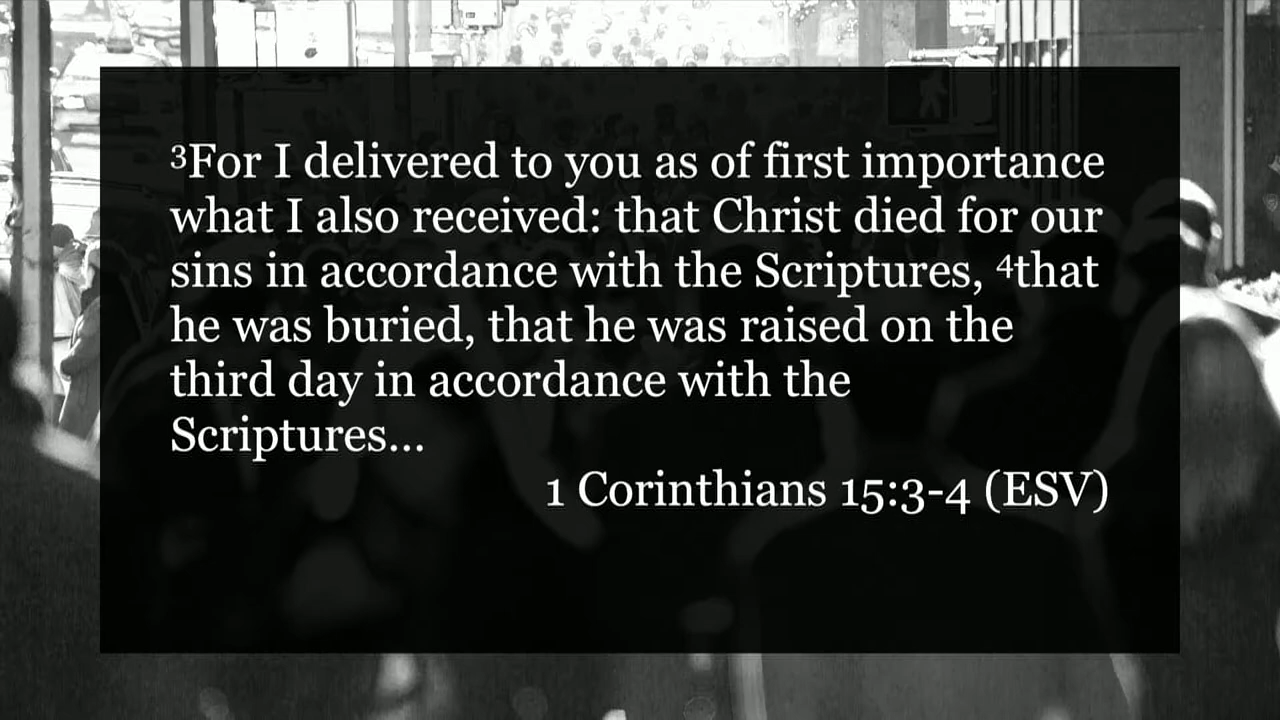 ³For I delivered to you as of first importance
what I also received: that Christ died for our
sins in accordance with the Scriptures, ⁴that
he was buried, that he was raised on the
third day in accordance with the
Scriptures...
1 Corinthians 15:3-4 (ESV)